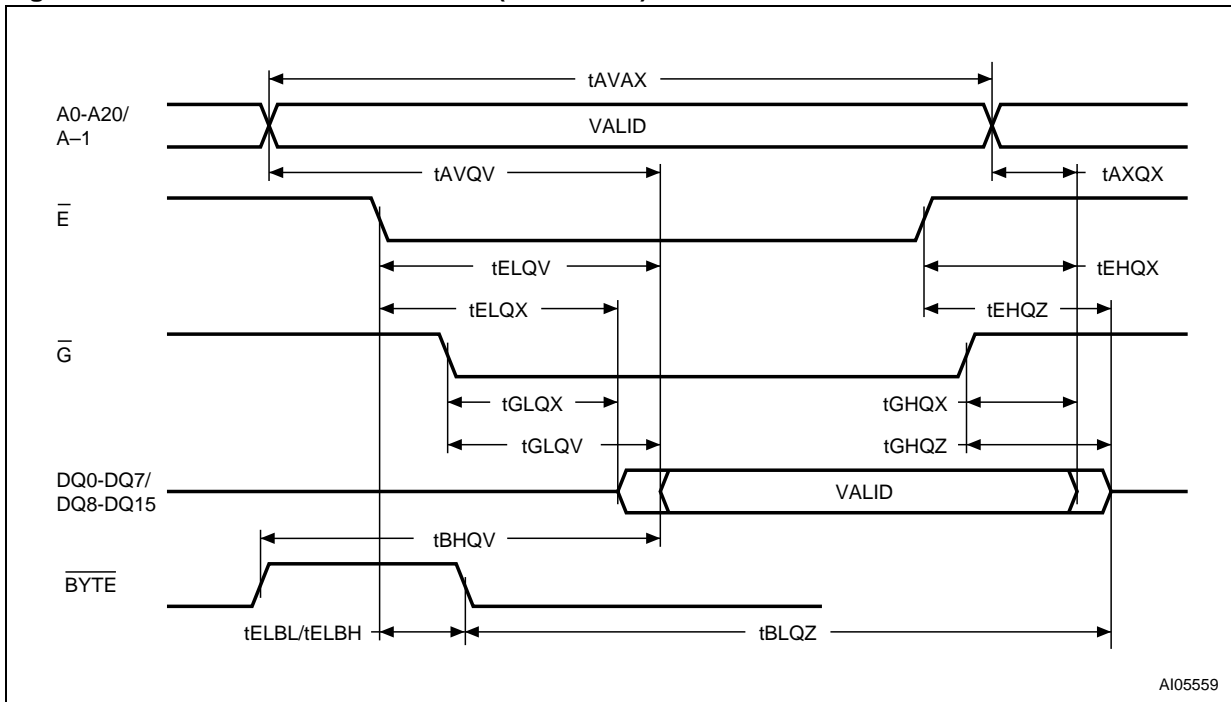 tAVAX
A0-A20/
A–1
VALID
tAVQV
tAXQX
E
tELQV
tEHQX
tELQX
tEHQZ
G
tGLQX
tGHQX
tGLQV
tGHQZ
DQ0-DQ7/
DQ8-DQ15
VALID
tBHQV
BYTE
tELBL/tELBH
tBLQZ
AI05559